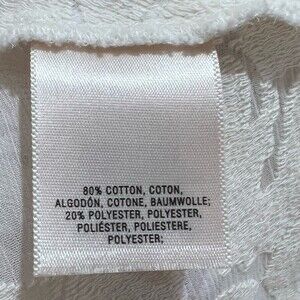 80% COTTON, COTON,
ALGODÓN, COTONE, BAUMWOLLE;
20% POLYESTER, POLYESTER,
POLIÉSTER, POLIESTERE,
POLYESTER;